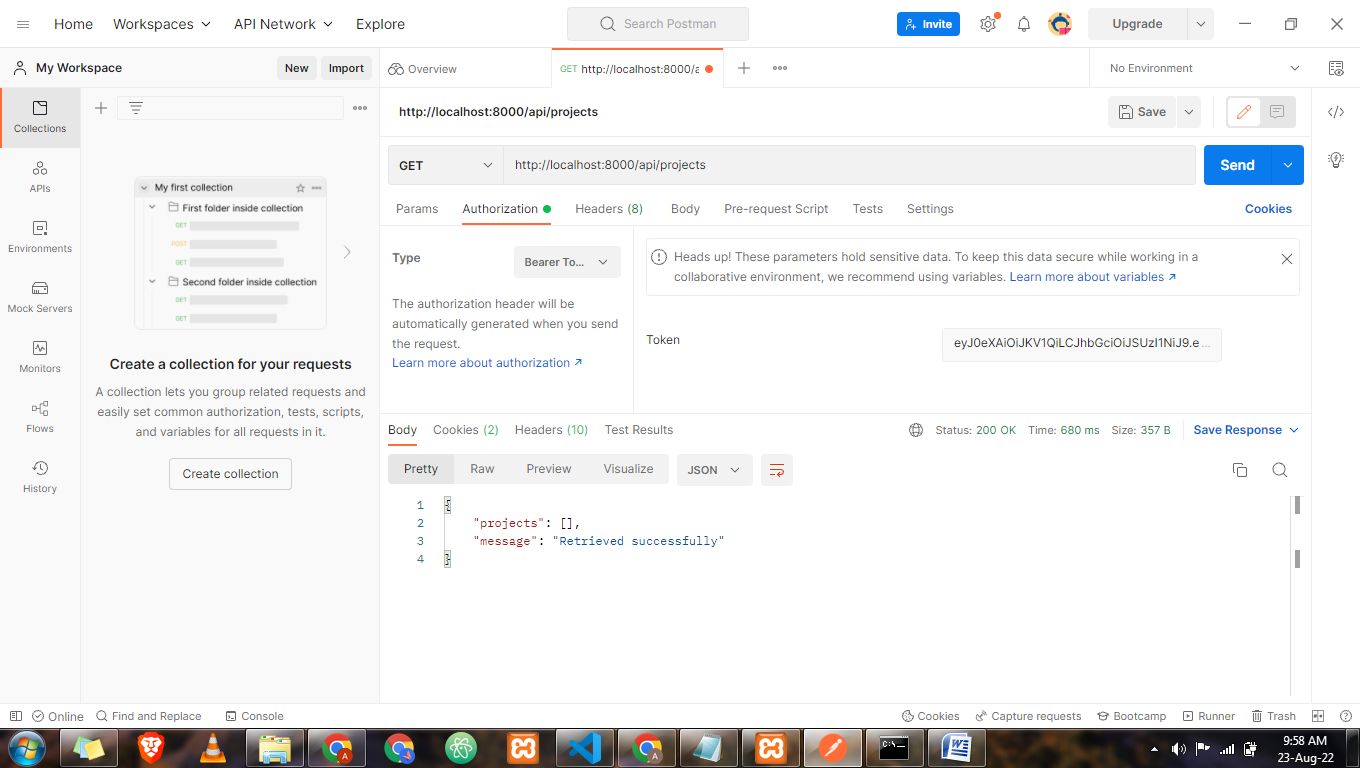 Home Workspaces API Network Explore Search Postman Invite Upgrade
My Workspace New Import Overview GET http://localhost:8000/a No Environment
http://localhost:8000/api/projects Save
Collections
APIs
Environments
Mock Servers
Monitors
Flows
History
My first collection
First folder inside collection
GET
POST
GET
Second folder inside collection
GET
GET
Create a collection for your requests
A collection lets you group related requests and
easily set common authorization, tests, scripts,
and variables for all requests in it.
Create collection
GET http://localhost:8000/api/projects Send
Params Authorization Headers (8) Body Pre-request Script Tests Settings Cookies
Type Bearer To...
The authorization header will be
automatically generated when you send
the request.
Learn more about authorization ↗
Heads up! These parameters hold sensitive data. To keep this data secure while working in a
collaborative environment, we recommend using variables. Learn more about variables ↗
Token eyJ0eXAiOiJKV1QiLCJhbGciOiJSUzI1NiJ9.e...
Body Cookies (2) Headers (10) Test Results Status: 200 OK Time: 680 ms Size: 357 B Save Response
Pretty Raw Preview Visualize JSON
1 {
2 "projects": [],
3 "message": "Retrieved successfully"
4 }
Online Find and Replace Console Cookies Capture requests Bootcamp Runner Trash
C:\_
9:58 AM
23-Aug-22